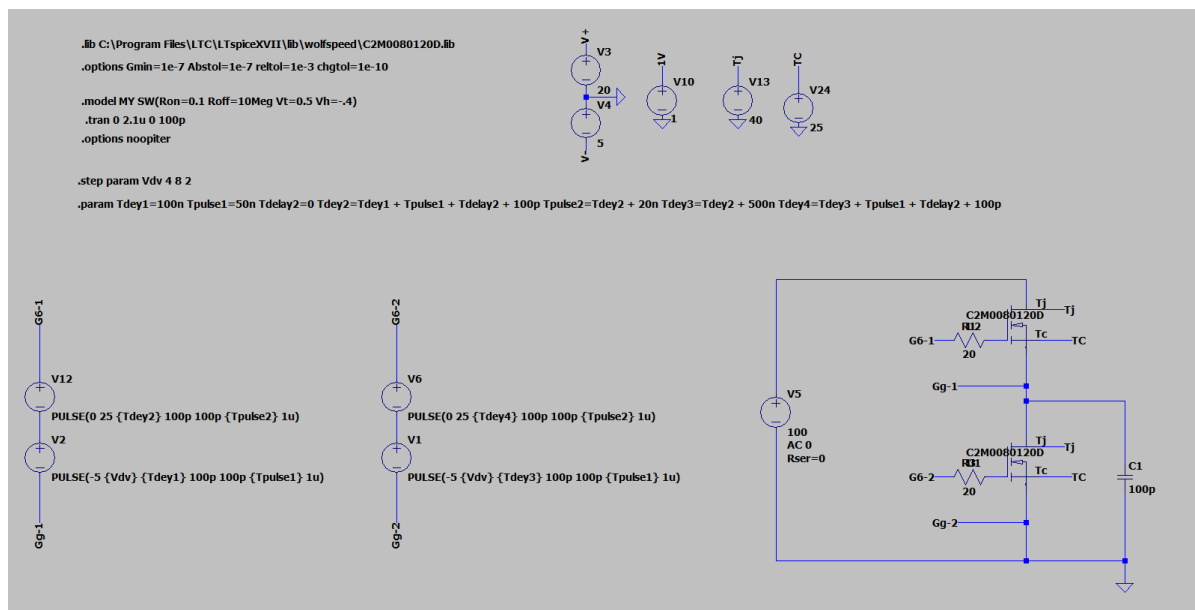 .lib C:\Program Files\LTC\LTspiceXVII\lib\wolfspeed\C2M0080120D.lib
.options Gmin=1e-7 Abstol=1e-7 reltol=1e-3 chgtol=1e-10
.model MY SW(Ron=0.1 Roff=10Meg Vt=0.5 Vh=-.4)
.tran 0 2.1u 0 100p
.options noopiter
V+
V3
20
V4
5
V-
1V
V10
1
Tj
V13
40
TC
V24
25
.step param Vdv 4 8 2
.param Tdey1=100n Tpulse1=50n Tdelay2=0 Tdey2=Tdey1 + Tpulse1 + Tdelay2 + 100p Tpulse2=Tdey2 + 20n Tdey3=Tdey2 + 500n Tdey4=Tdey3 + Tpulse1 + Tdelay2 + 100p
G6-1
V12
PULSE(0 25 {Tdey2} 100p 100p {Tpulse2} 1u)
V2
PULSE(-5 {Vdv} {Tdey1} 100p 100p {Tpulse1} 1u)
Gg-1
G6-2
V6
PULSE(0 25 {Tdey4} 100p 100p {Tpulse2} 1u)
V1
PULSE(-5 {Vdv} {Tdey3} 100p 100p {Tpulse1} 1u)
Gg-2
V5
100
AC 0
Rser=0
Tj
Tj
C2M0080120D
G6-1
20
Tc
TC
Gg-1
Tj
Tj
C2M0080120D
G6-2
20
Tc
TC
Gg-2
C1
100p